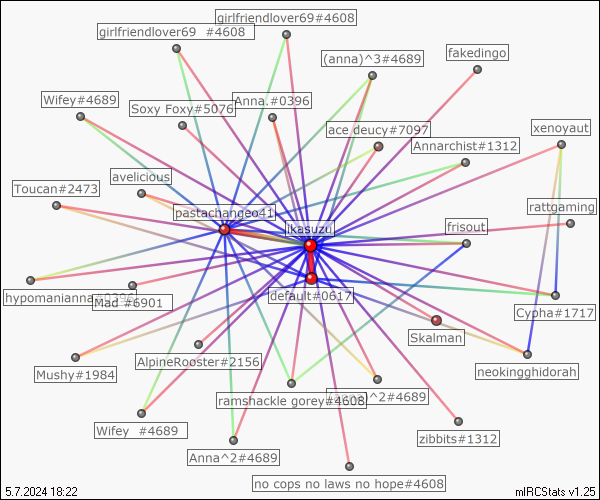 girlfriendlover69#4608
girlfriendlover69 #4608
(anna)^3#4689
fakedingo
Wifey#4689
Anna.#0396
Soxy Foxy#5076
ace deucy#7097
xenoyaut
Annarchist#1312
avelicious
Toucan#2473
rattgaming
pastachangeo41
jkasuzu
frisout
default#0617
hypomanianna#0396
Mad #6901
Cypha#1717
Skalman
AlpineRooster#2156
Mushy#1984
neokingghidorah
ramshackle gorey#4608
^2#4689
Wifey #4689
zibbits#1312
Anna^2#4689
no cops no laws no hope#4608
5.7.2024 18:22
mIRCStats v1.25